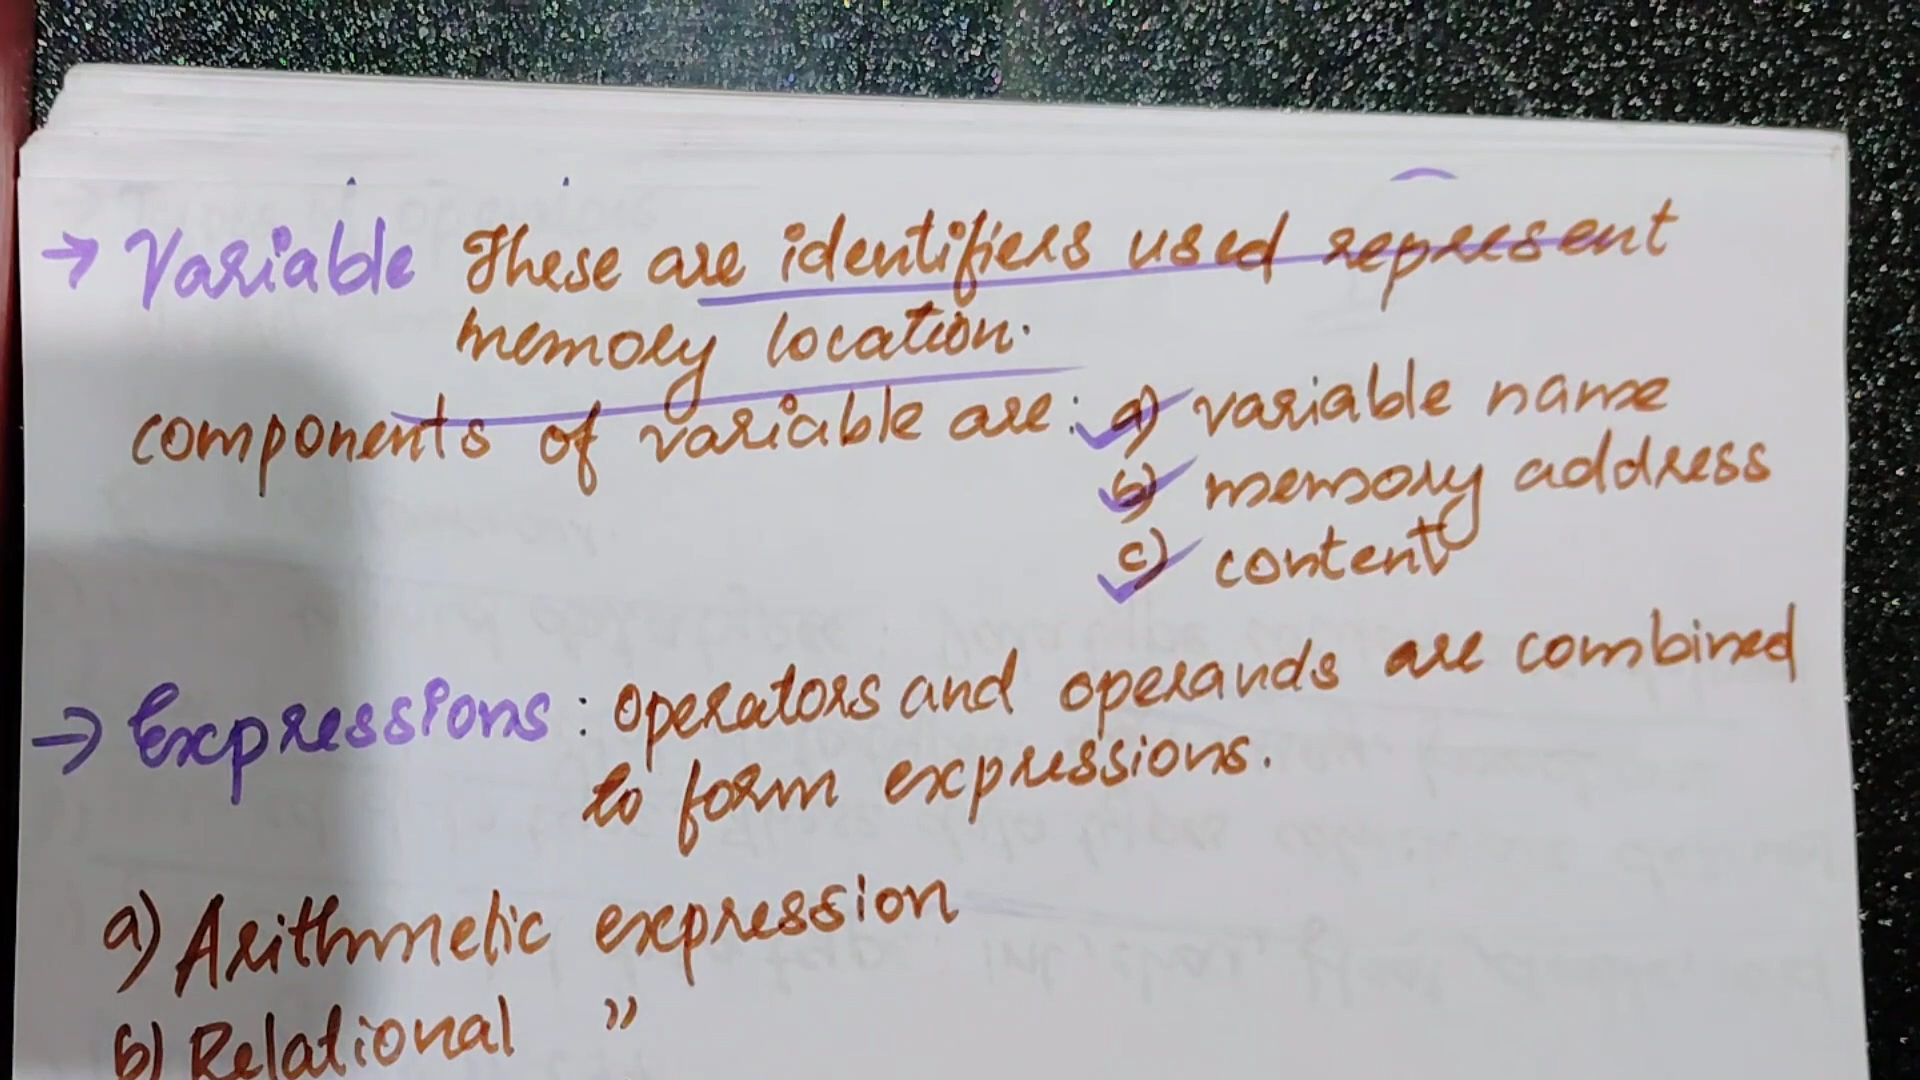 → Variable These are identifiers used represent
memory location.
components of variable are: a) variable name
b) memory address
c) content
→ Expressions: operators and operands are combined
to form expressions.
a) Arithmetic expression
b) Relational "